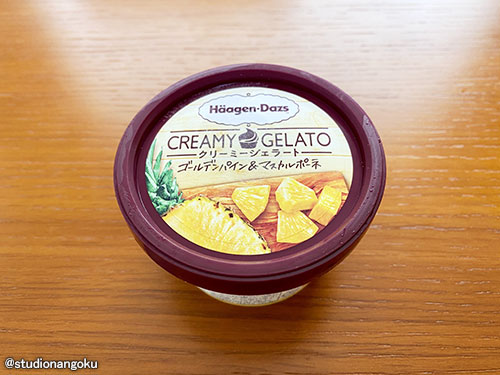 Häagen-Dazs
CREAMY GELATO
クリーミージェラート
ゴールデンパイン&マスカルポーネ
@studionangoku